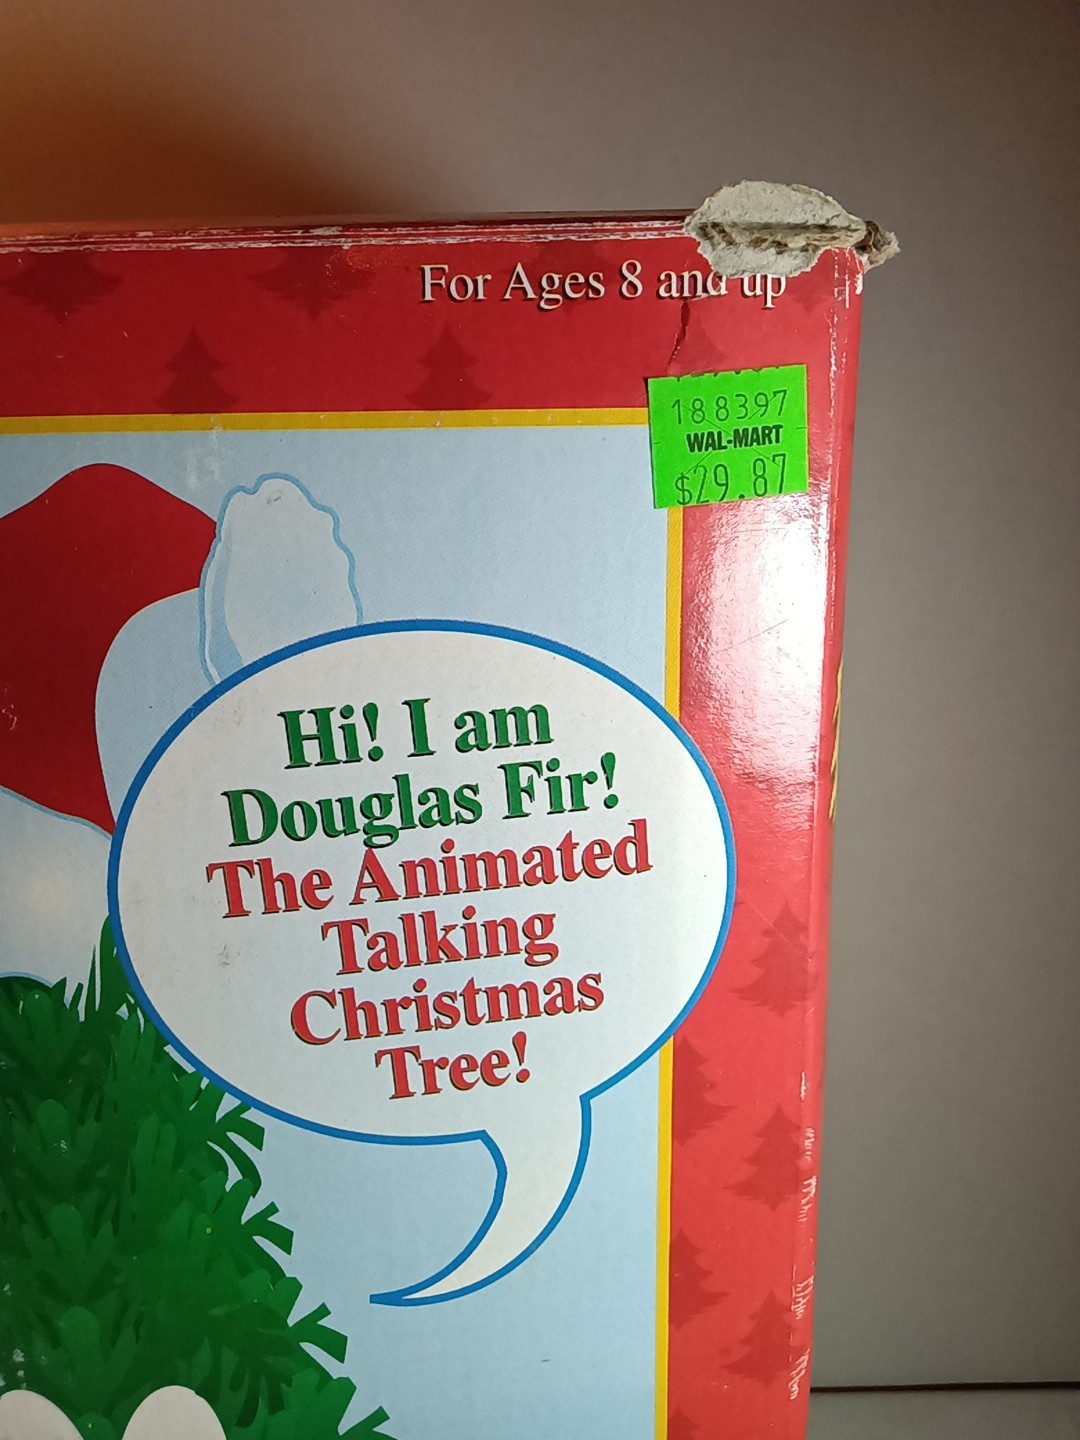 For Ages 8 and up
188397
WAL-MART
$29.87
Hi! I am
Douglas Fir!
The Animated
Talking
Christmas
Tree!